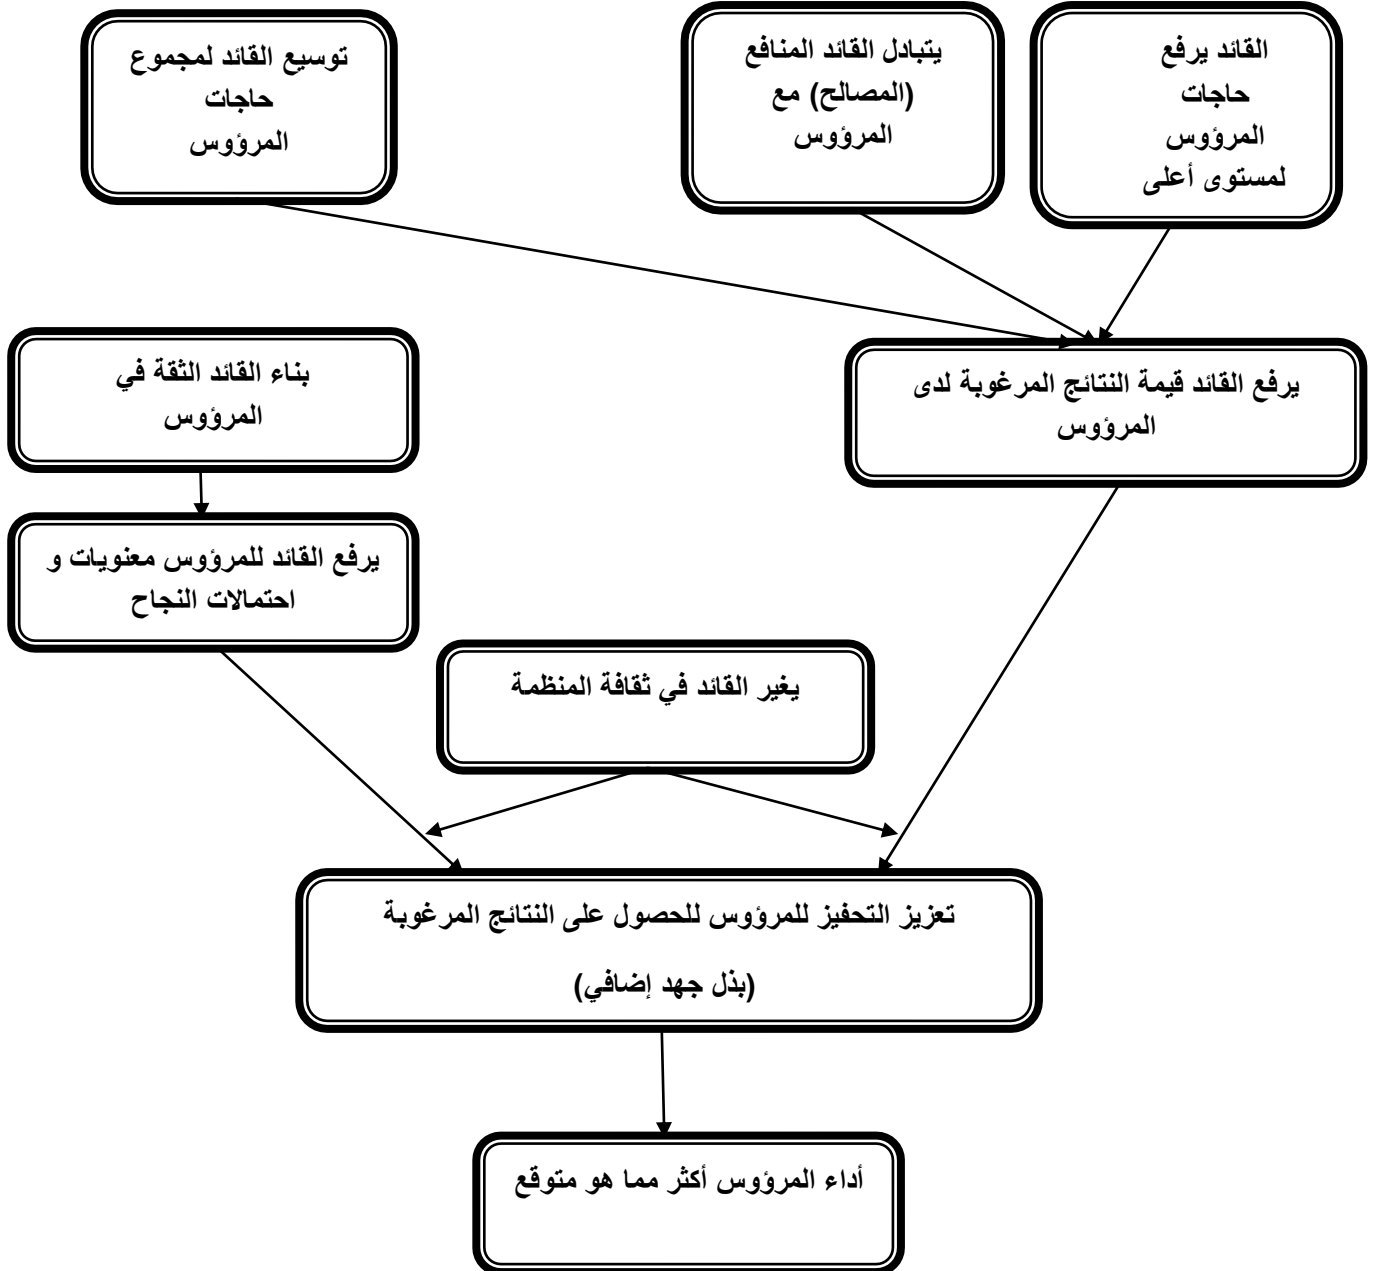 القائد يرفع
حاجات
المرؤوس
لمستوى أعلى
يتبادل القائد المنافع
(المصالح) مع
المرؤوس
توسيع القائد لمجموع
حاجات
المرؤوس
يرفع القائد قيمة النتائج المرغوبة لدى
المرؤوس
بناء القائد الثقة في
المرؤوس
يرفع القائد للمرؤوس معنويات و
احتمالات النجاح
يغير القائد في ثقافة المنظمة
تعزيز التحفيز للمرؤوس للحصول على النتائج المرغوبة
(بذل جهد إضافي)
أداء المرؤوس أكثر مما هو متوقع